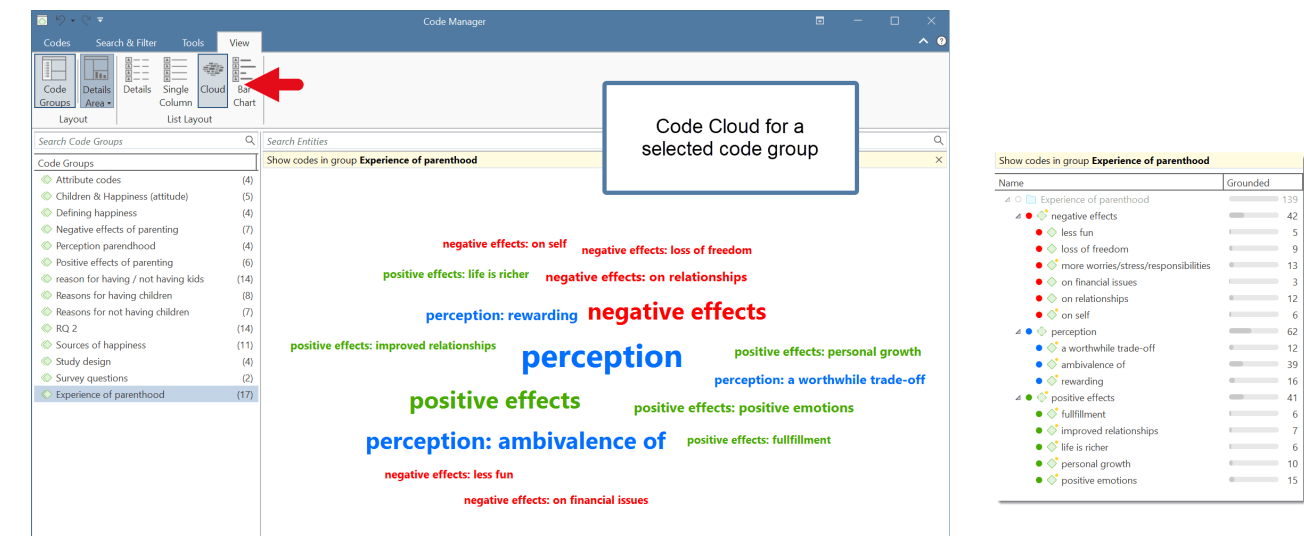 Code Manager
Codes Search & Filter Tools View
Code Groups
Details Area
Details
Single Column
Cloud
Bar Chart
Layout
List Layout
Search Code Groups
Search Entities
Code Groups
Show codes in group Experience of parenthood
Attribute codes (4)
Children & Happiness (attitude) (5)
Defining happiness (4)
Negative effects of parenting (7)
Perception parendhood (4)
Positive effects of parenting (6)
reason for having / not having kids (14)
Reasons for having children (8)
Reasons for not having children (7)
RQ 2 (14)
Sources of happiness (11)
Study design (4)
Survey questions (2)
Experience of parenthood (17)
Code Cloud for a
selected code group
negative effects: on self
negative effects: loss of freedom
positive effects: life is richer
negative effects: on relationships
perception: rewarding
negative effects
positive effects: improved relationships
perception
positive effects: personal growth
perception: a worthwhile trade-off
positive effects
positive effects: positive emotions
perception: ambivalence of
positive effects: fullfillment
negative effects: less fun
negative effects: on financial issues
Show codes in group Experience of parenthood
Name Grounded
Experience of parenthood 139
negative effects 42
less fun 5
loss of freedom 9
more worries/stress/responsibilities 13
on financial issues 3
on relationships 12
on self 6
perception 62
a worthwhile trade-off 12
ambivalence of 39
rewarding 16
positive effects 41
fullfillment 6
improved relationships 7
life is richer 6
personal growth 10
positive emotions 15